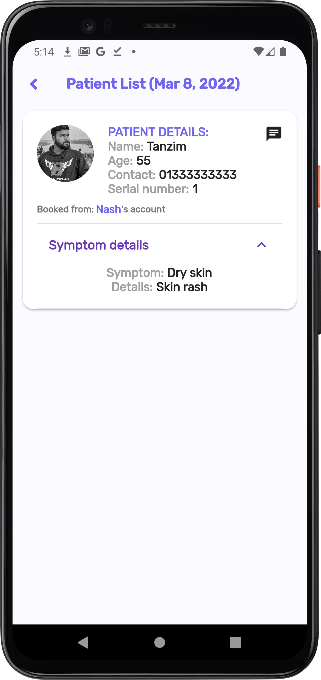 5:14
Patient List (Mar 8, 2022)
PATIENT DETAILS:
Name: Tanzim
Age: 55
Contact: 01333333333
Serial number: 1
Booked from: Nash's account
Symptom details
Symptom: Dry skin
Details: Skin rash